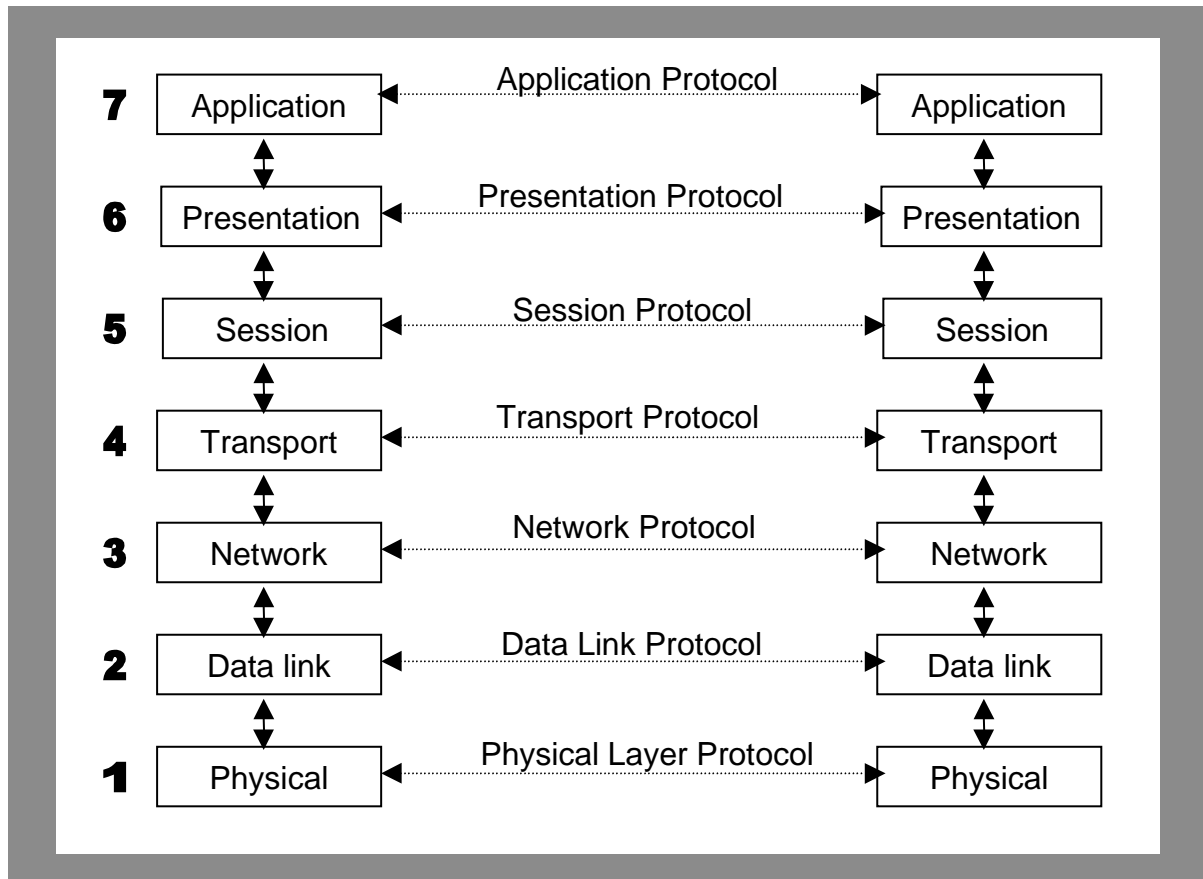 Application Protocol
7 Application Application
Presentation Protocol
6 Presentation Presentation
Session Protocol
5 Session Session
Transport Protocol
4 Transport Transport
Network Protocol
3 Network Network
Data Link Protocol
2 Data link Data link
Physical Layer Protocol
1 Physical Physical